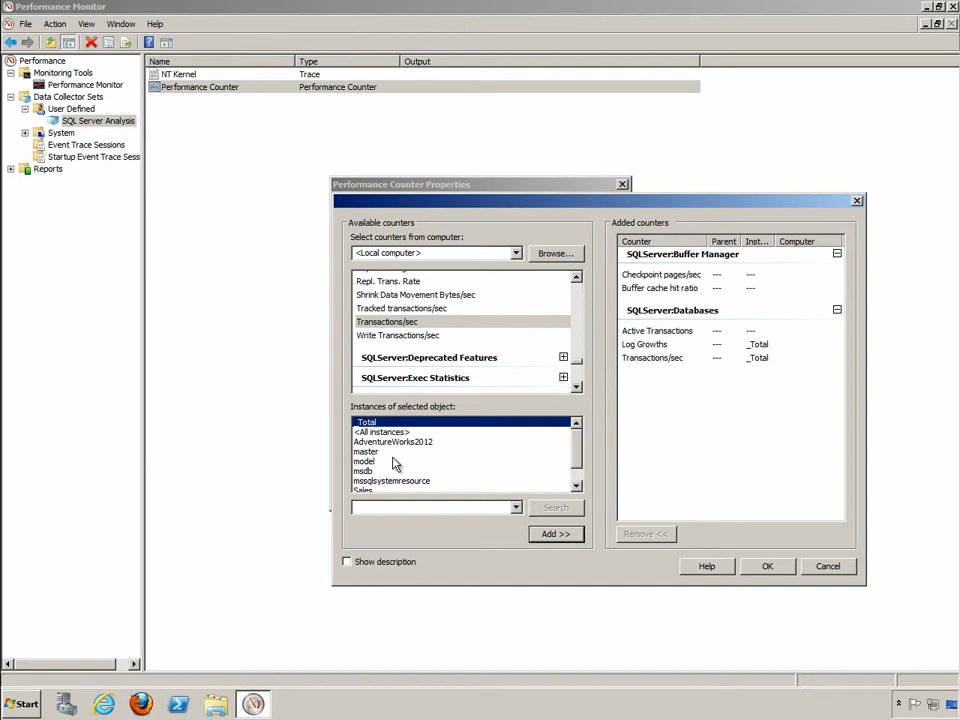 Performance Monitor
File Action View Window Help
Performance
Monitoring Tools
Performance Monitor
Data Collector Sets
User Defined
SQL Server Analysis
System
Event Trace Sessions
Startup Event Trace Sess
Reports
Name Type Output
NT Kernel Trace
Performance Counter Performance Counter
Performance Counter Properties
Available counters
Select counters from computer:
<Local computer> Browse...
Repl. Trans. Rate
Shrink Data Movement Bytes/sec
Tracked transactions/sec
Transactions/sec
Write Transactions/sec
SQLServer:Deprecated Features
SQLServer:Exec Statistics
Instances of selected object:
_Total
<All instances>
AdventureWorks2012
master
model
msdb
mssqlsystemresource
Sales
Search
Add >>
Show description
Added counters
Counter Parent Inst... Computer
SQLServer:Buffer Manager
Checkpoint pages/sec --- ---
Buffer cache hit ratio --- ---
SQLServer:Databases
Active Transactions --- ---
Log Growths --- _Total
Transactions/sec --- _Total
Remove <<
Help OK Cancel
Start